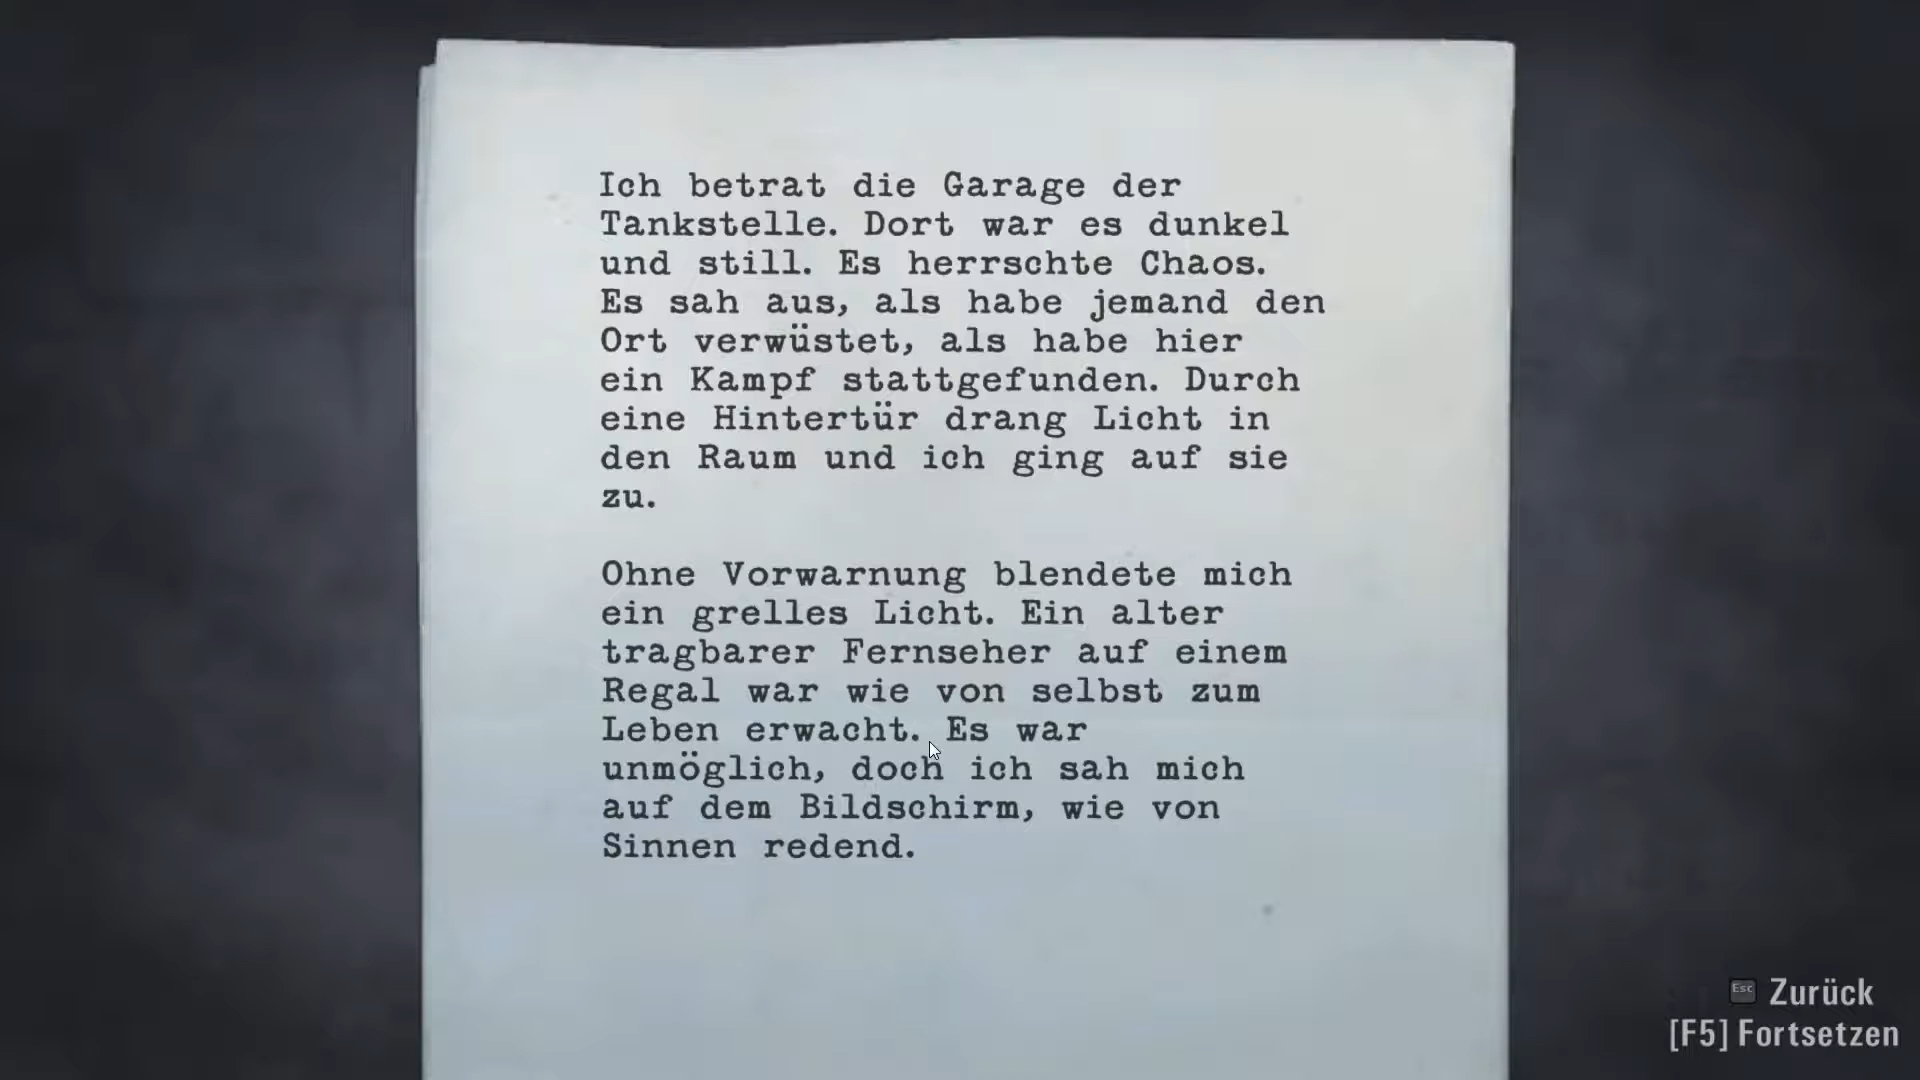 Ich betrat die Garage der
Tankstelle. Dort war es dunkel
und still. Es herrschte Chaos.
Es sah aus, als habe jemand den
Ort verwüstet, als habe hier
ein Kampf stattgefunden. Durch
eine Hintertür drang Licht in
den Raum und ich ging auf sie
zu.
Ohne Vorwarnung blendete mich
ein grelles Licht. Ein alter
tragbarer Fernseher auf einem
Regal war wie von selbst zum
Leben erwacht. Es war
unmöglich, doch ich sah mich
auf dem Bildschirm, wie von
Sinnen redend.
Esc Zurück
[F5] Fortsetzen